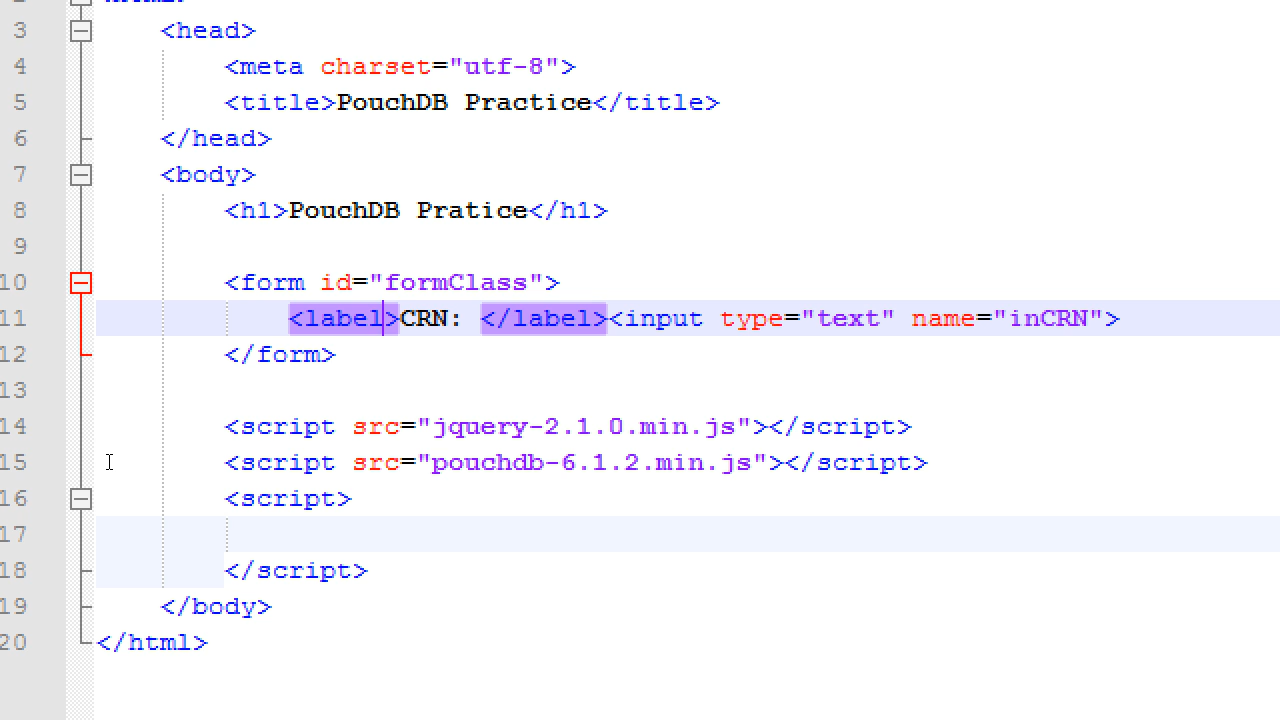 3 <head>
4 <meta charset="utf-8">
5 <title>PouchDB Practice</title>
6 </head>
7 <body>
8 <h1>PouchDB Pratice</h1>
9
10 <form id="formClass">
11 <label>CRN: </label><input type="text" name="inCRN">
12 </form>
13
14 <script src="jquery-2.1.0.min.js"></script>
15 <script src="pouchdb-6.1.2.min.js"></script>
16 <script>
17
18 </script>
19 </body>
20 </html>